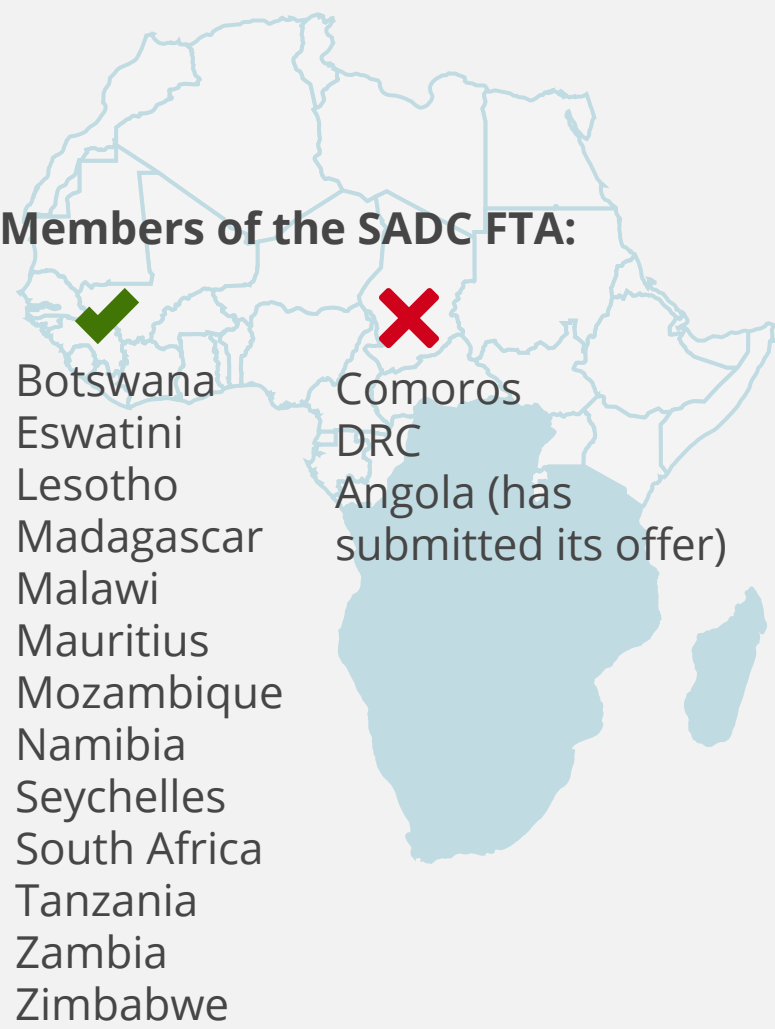 Members of the SADC FTA:
Botswana
Eswatini
Lesotho
Madagascar
Malawi
Mauritius
Mozambique
Namibia
Seychelles
South Africa
Tanzania
Zambia
Zimbabwe
Comoros
DRC
Angola (has
submitted its offer)